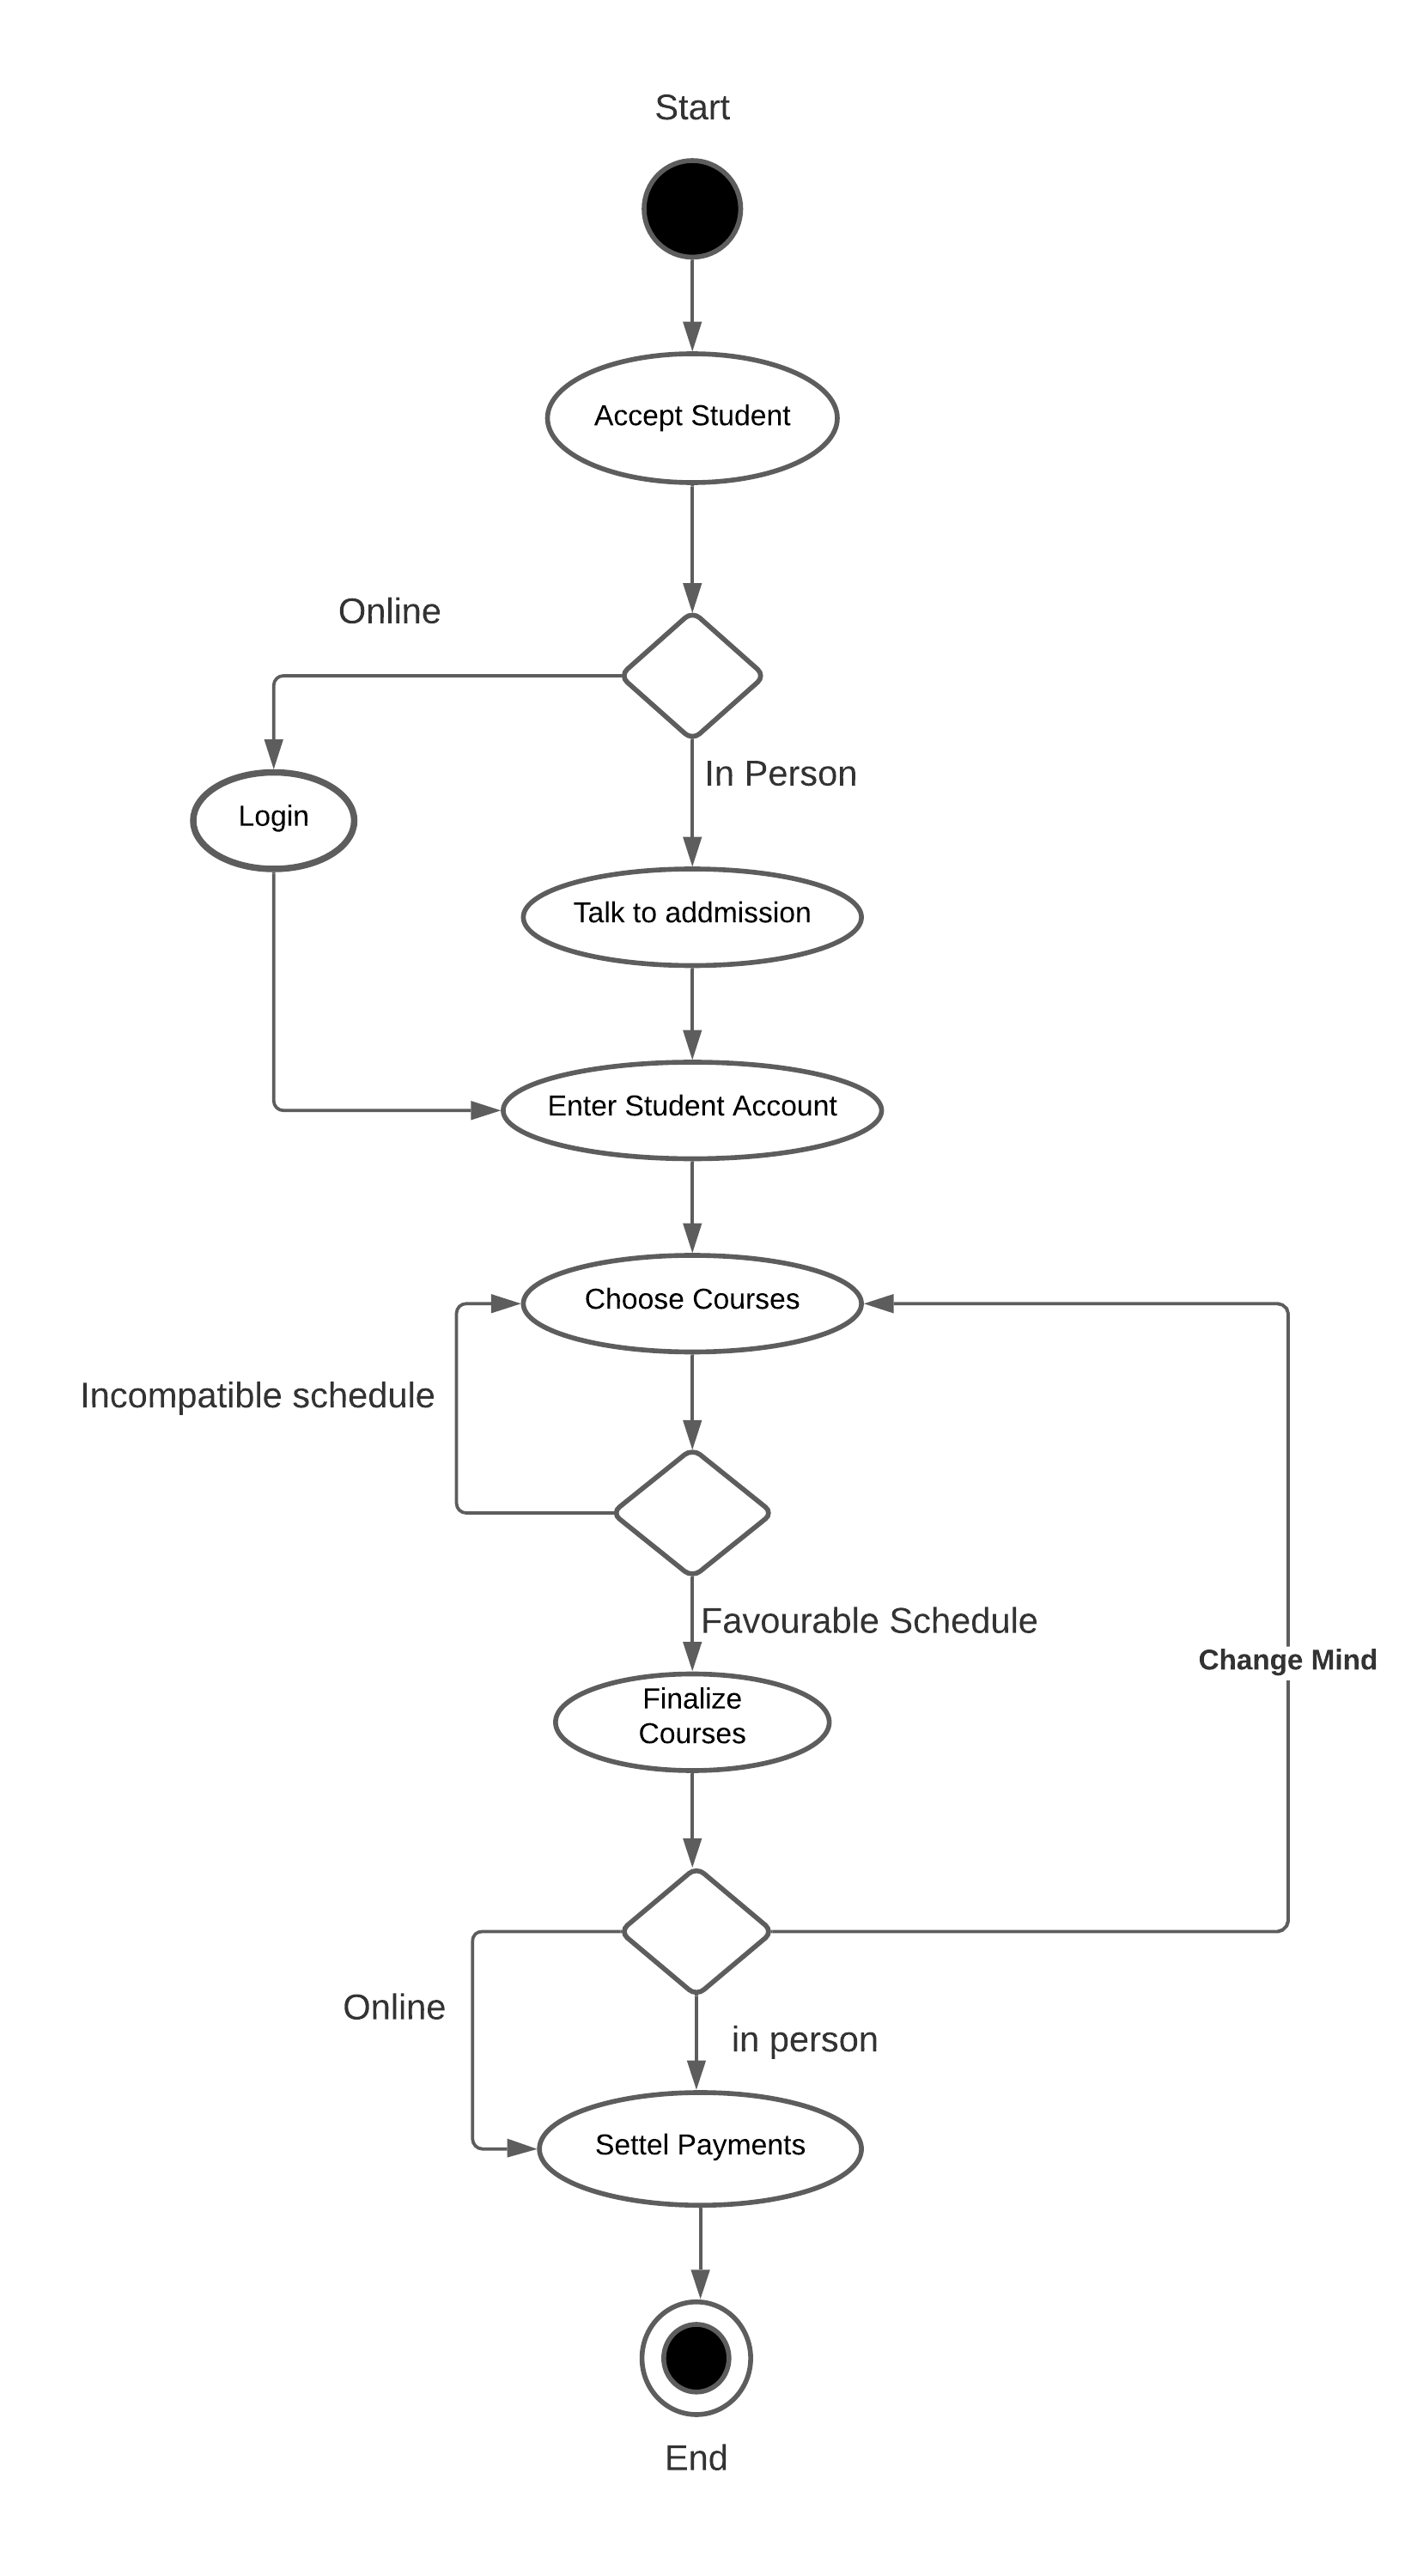 Start
Accept Student
Online
In Person
Login
Talk to addmission
Enter Student Account
Choose Courses
Incompatible schedule
Favourable Schedule
Change Mind
Finalize
Courses
Online
in person
Settel Payments
End